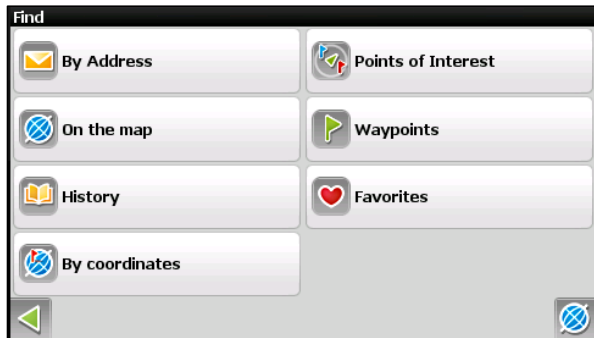 Find
By Address
Points of Interest
On the map
Waypoints
History
Favorites
By coordinates